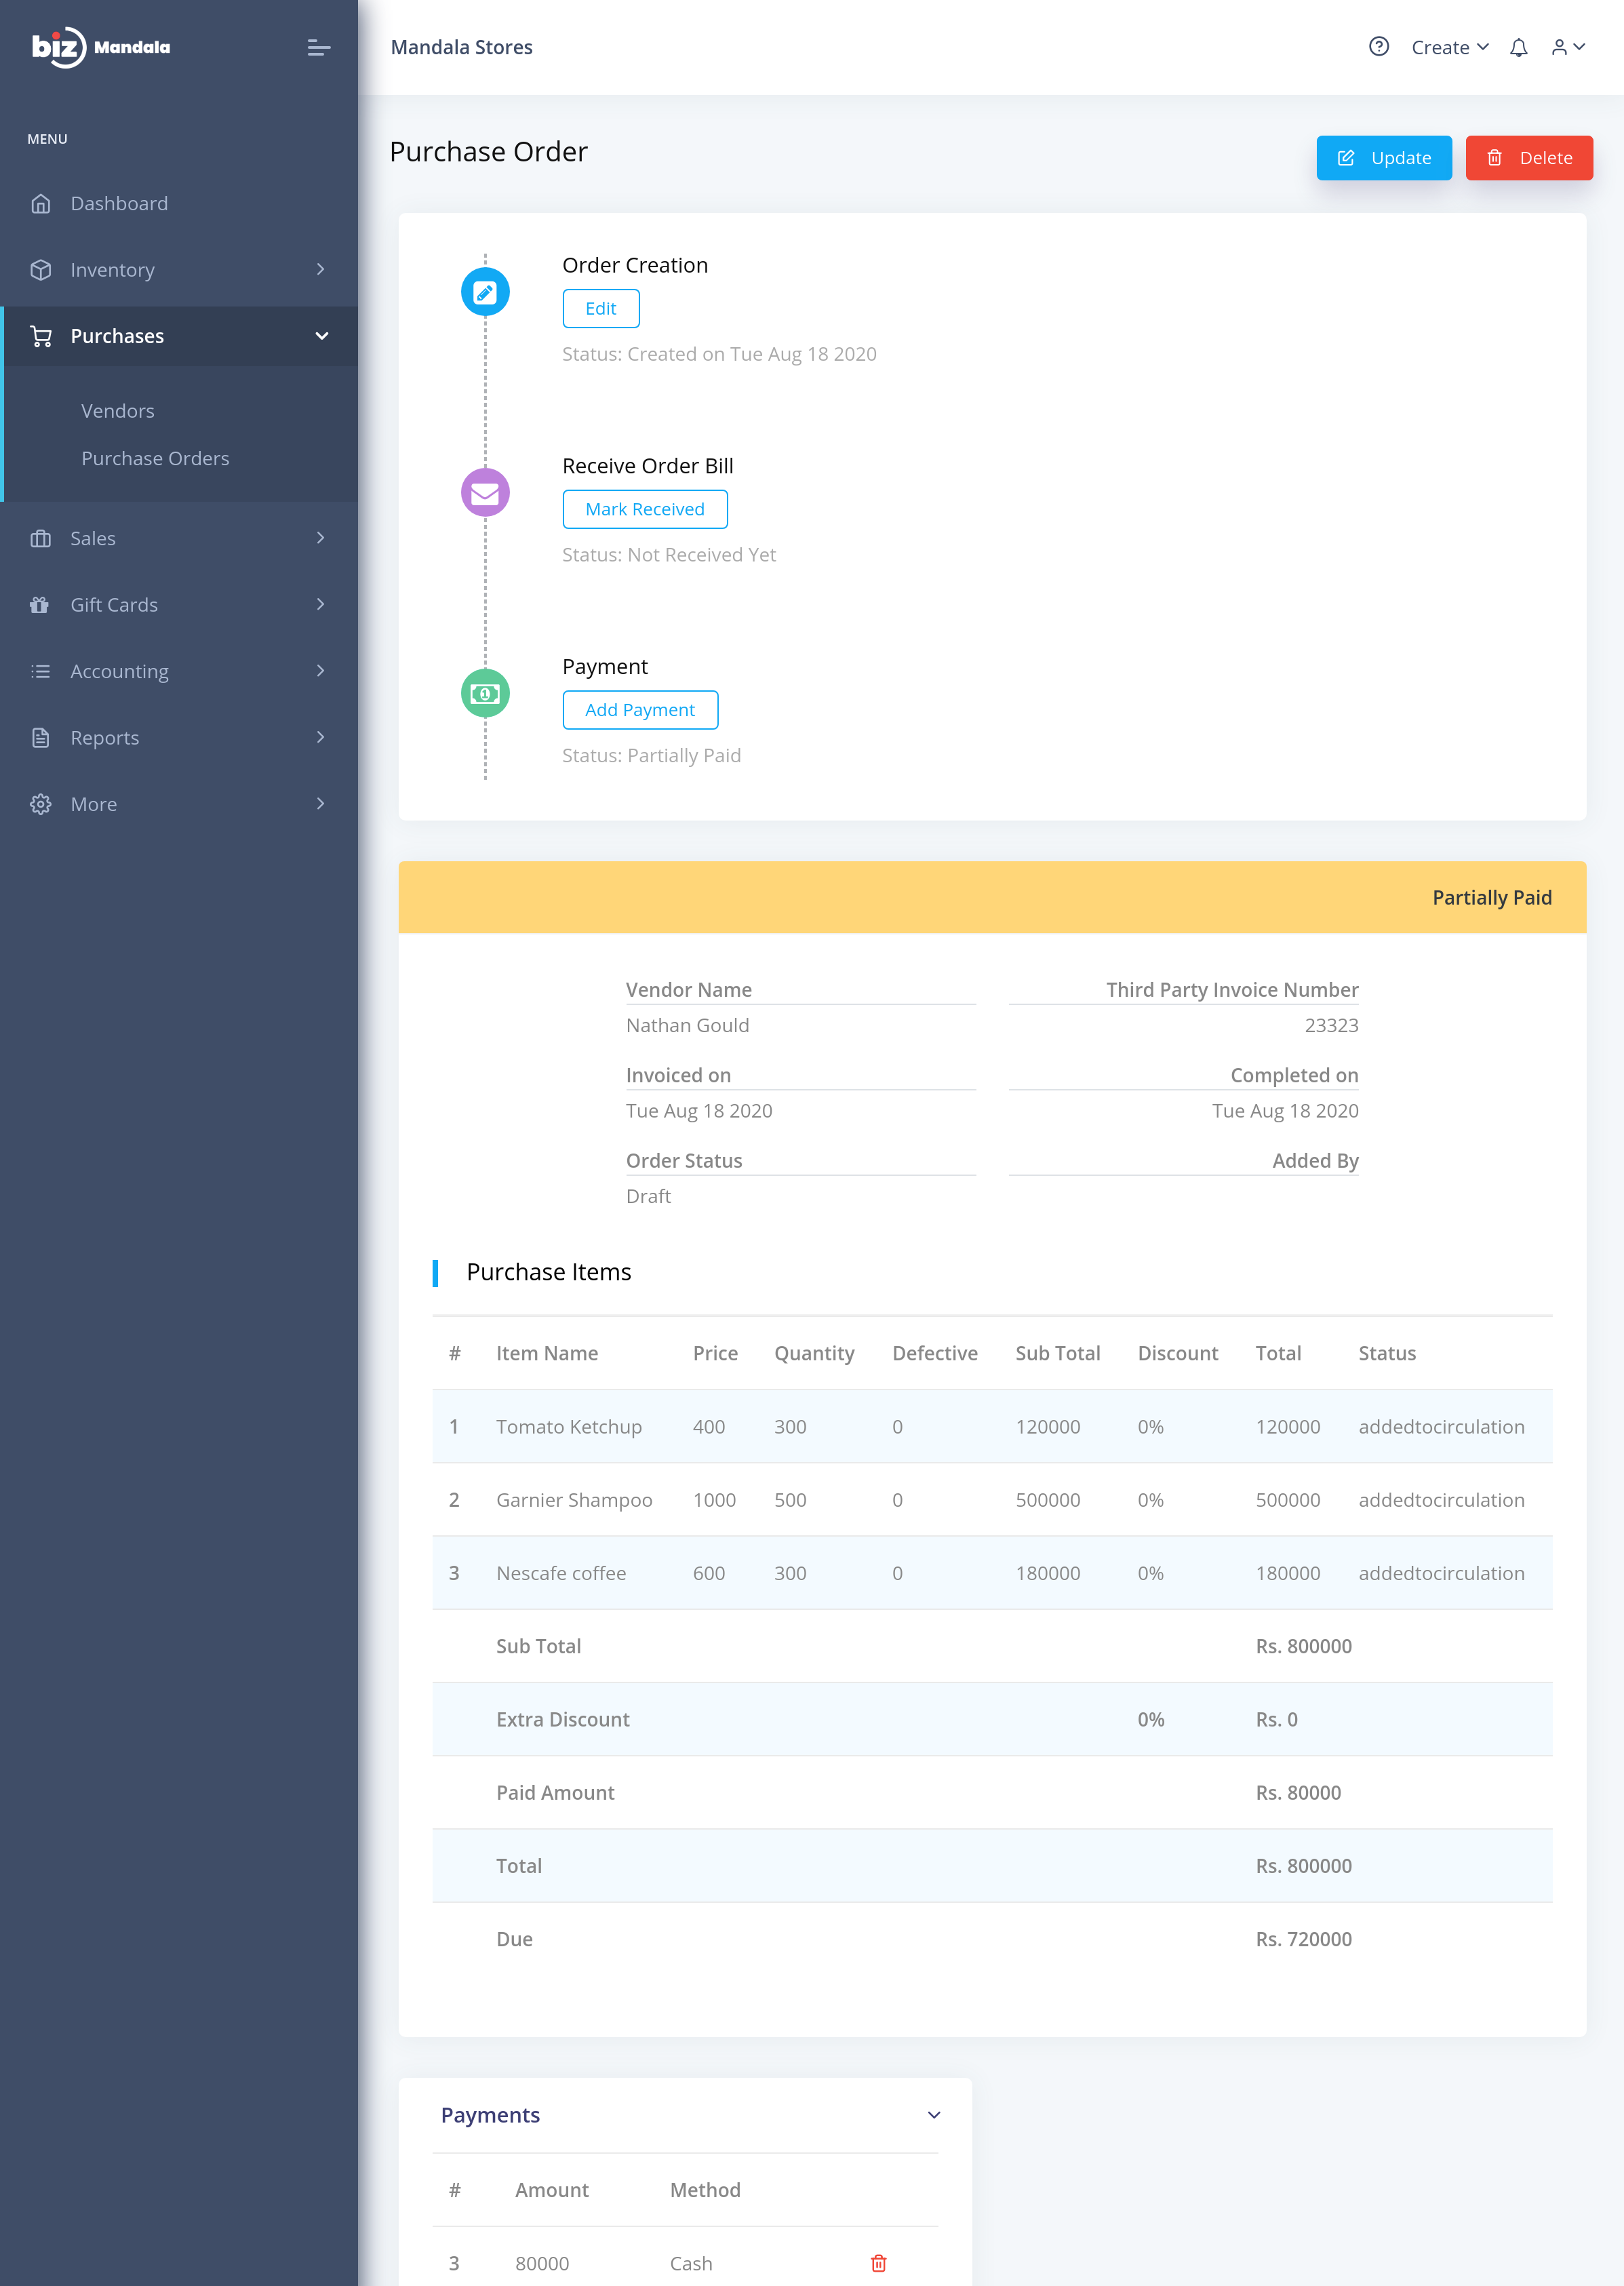 biz Mandala
Mandala Stores
Create
MENU
Dashboard
Inventory
Purchases
Vendors
Purchase Orders
Sales
Gift Cards
Accounting
Reports
More
Purchase Order
Update
Delete
Order Creation
Edit
Status: Created on Tue Aug 18 2020
Receive Order Bill
Mark Received
Status: Not Received Yet
Payment
1
Add Payment
Status: Partially Paid
Partially Paid
Vendor Name Third Party Invoice Number
Nathan Gould 23323
Invoiced on Completed on
Tue Aug 18 2020 Tue Aug 18 2020
Order Status Added By
Draft
Purchase Items
# Item Name Price Quantity Defective Sub Total Discount Total Status
1 Tomato Ketchup 400 300 0 120000 0% 120000 addedtocirculation
2 Garnier Shampoo 1000 500 0 500000 0% 500000 addedtocirculation
3 Nescafe coffee 600 300 0 180000 0% 180000 addedtocirculation
Sub Total Rs. 800000
Extra Discount 0% Rs. 0
Paid Amount Rs. 80000
Total Rs. 800000
Due Rs. 720000
Payments
# Amount Method
3 80000 Cash